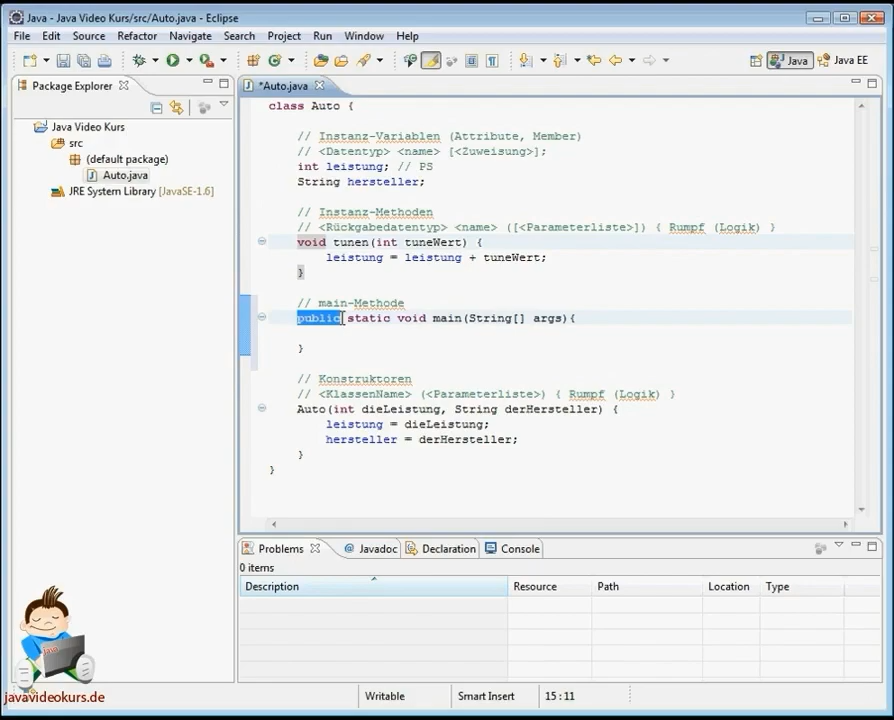 Java - Java Video Kurs/src/Auto.java - Eclipse
File Edit Source Refactor Navigate Search Project Run Window Help
Java Java EE
Package Explorer
Java Video Kurs
src
(default package)
Auto.java
JRE System Library [JavaSE-1.6]
*Auto.java
class Auto {
// Instanz-Variablen (Attribute, Member)
// <Datentyp> <name> [<Zuweisung>];
int leistung; // PS
String hersteller;
// Instanz-Methoden
// <Rückgabedatentyp> <name> ([<Parameterliste>]) { Rumpf (Logik) }
void tunen(int tuneWert) {
leistung = leistung + tuneWert;
}
// main-Methode
public static void main(String[] args){
}
// Konstruktoren
// <KlassenName> (<Parameterliste>) { Rumpf (Logik) }
Auto(int dieLeistung, String derHersteller) {
leistung = dieLeistung;
hersteller = derHersteller;
}
}
Problems Javadoc Declaration Console
0 items
Description Resource Path Location Type
Writable Smart Insert 15 : 11
javavideokurs.de